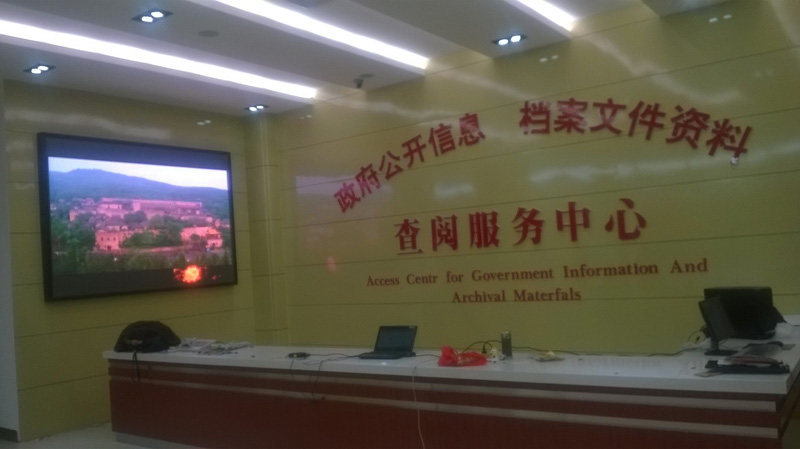 政府公开信息 档案文件资料
查阅服务中心
Access Centr for Government Information And
Archival Materfals